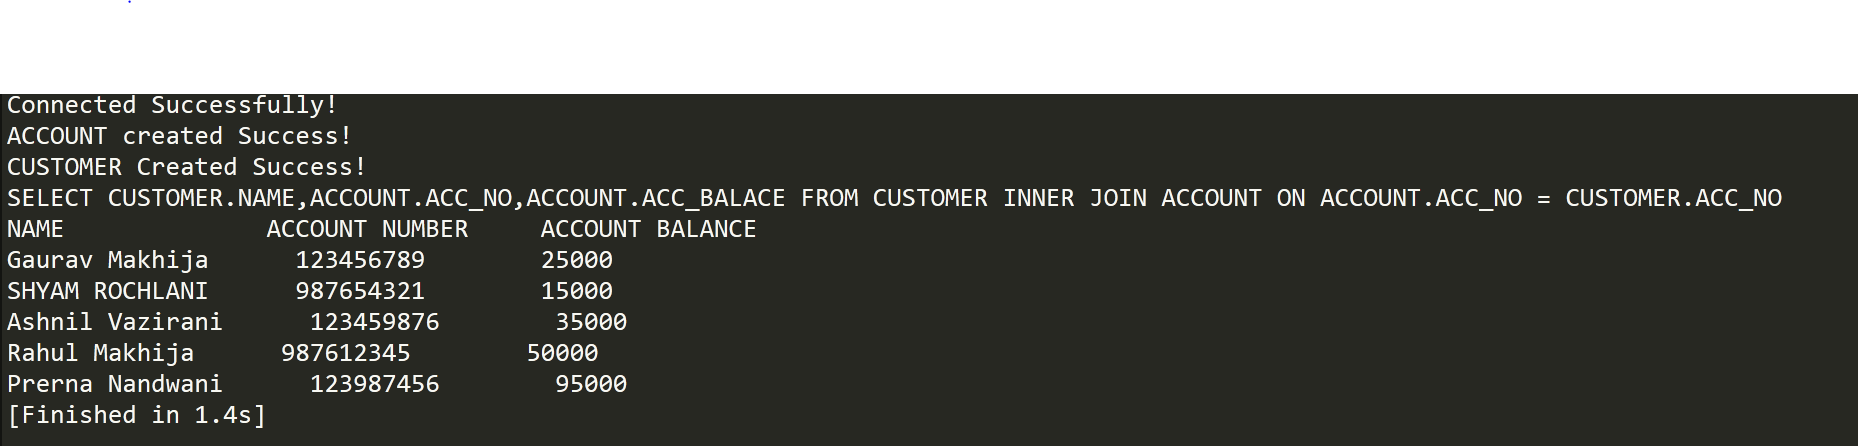 Connected Successfully!
ACCOUNT created Success!
CUSTOMER Created Success!
SELECT CUSTOMER.NAME,ACCOUNT.ACC_NO,ACCOUNT.ACC_BALACE FROM CUSTOMER INNER JOIN ACCOUNT ON ACCOUNT.ACC_NO = CUSTOMER.ACC_NO
NAME              ACCOUNT NUMBER     ACCOUNT BALANCE
Gaurav Makhija      123456789        25000
SHYAM ROCHLANI      987654321        15000
Ashnil Vazirani      123459876        35000
Rahul Makhija      987612345        50000
Prerna Nandwani      123987456        95000
[Finished in 1.4s]